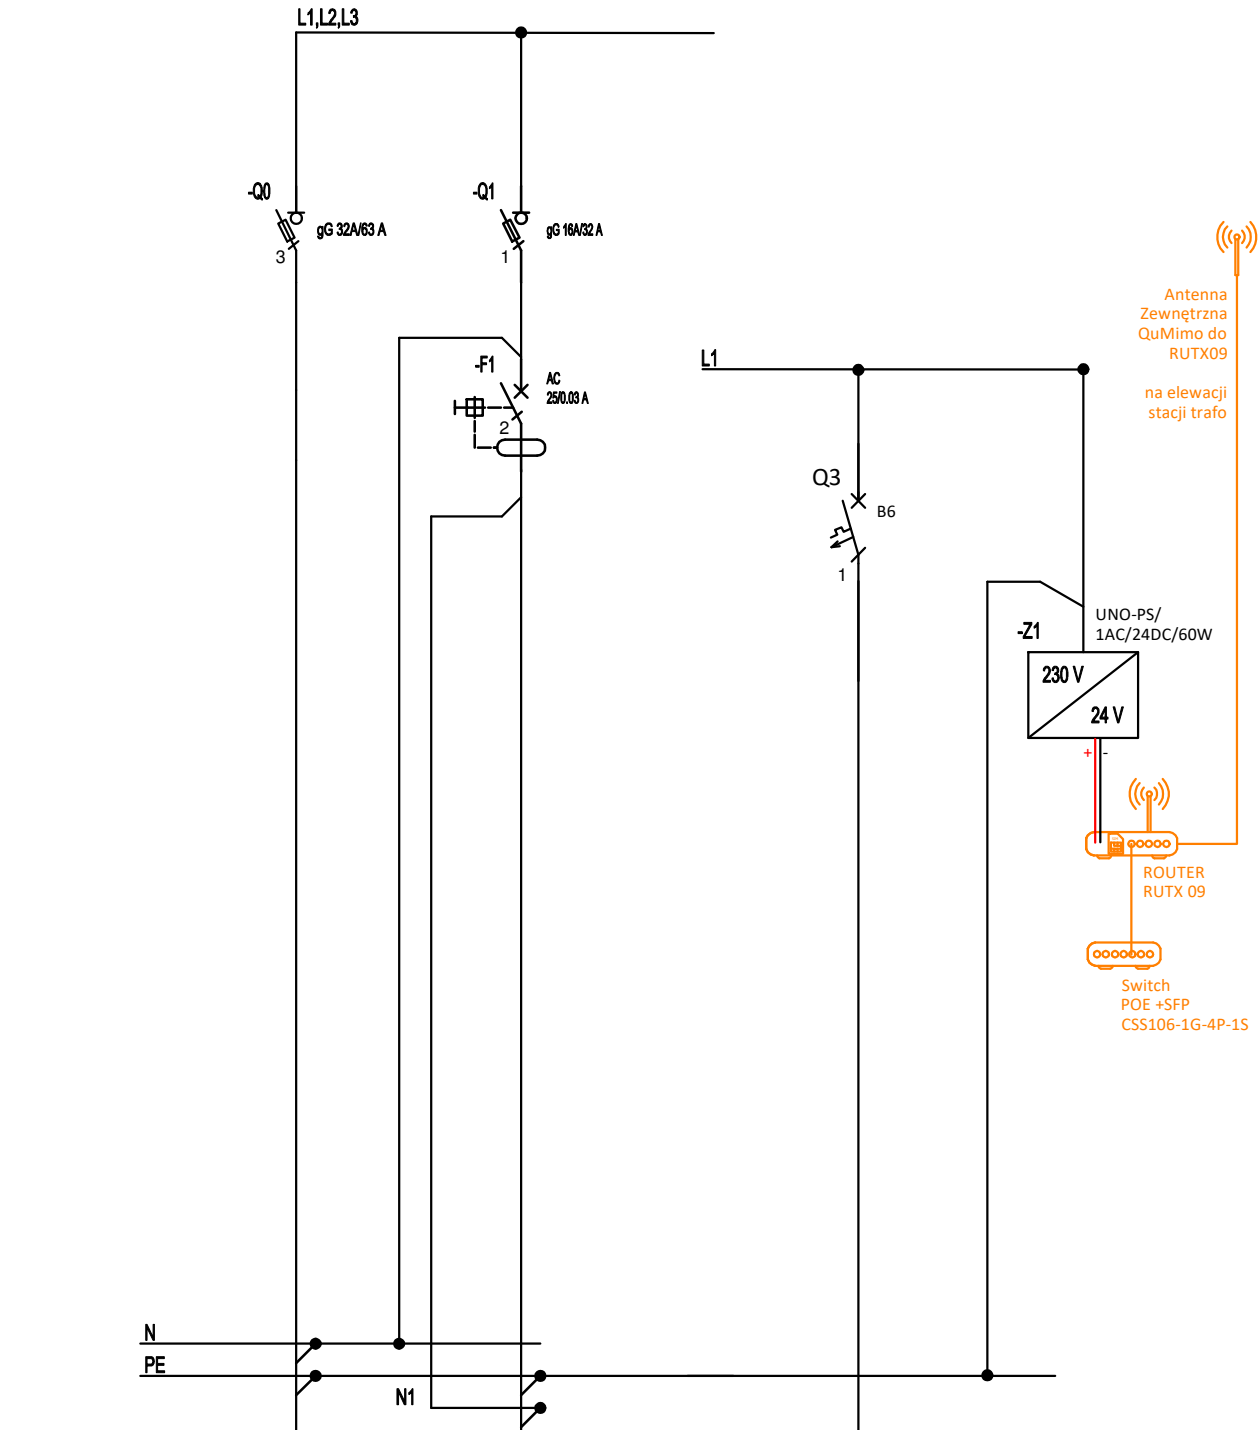 L1,L2,L3
-Q0
gG 32A/63 A
3
-Q1
gG 16A/32 A
1
-F1
AC
25/0.03 A
2
L1
Q3
B6
1
Antenna
Zewnętrzna
QuMimo do
RUTX09
na elewacji
stacji trafo
-Z1
UNO-PS/
1AC/24DC/60W
230 V
24 V
+ -
ROUTER
RUTX 09
Switch
POE +SFP
CSS106-1G-4P-1S
N
PE
N1